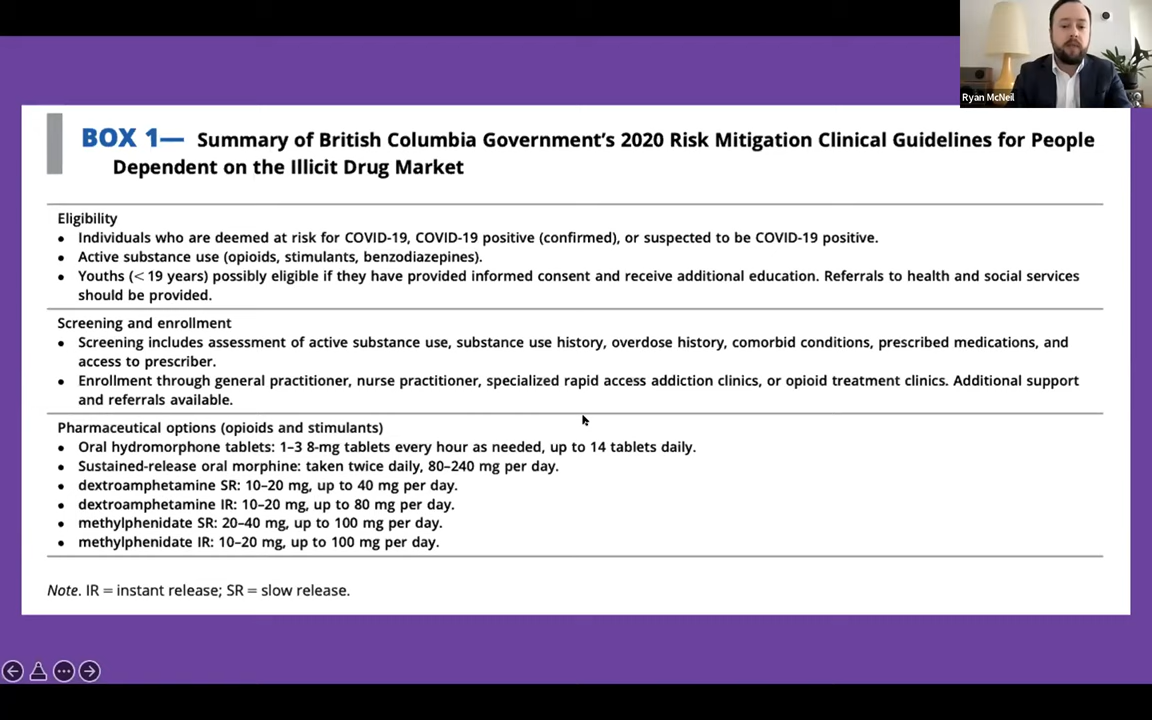 Ryan McNeil
BOX 1— Summary of British Columbia Government's 2020 Risk Mitigation Clinical Guidelines for People
Dependent on the Illicit Drug Market
Eligibility
• Individuals who are deemed at risk for COVID-19, COVID-19 positive (confirmed), or suspected to be COVID-19 positive.
• Active substance use (opioids, stimulants, benzodiazepines).
• Youths (< 19 years) possibly eligible if they have provided informed consent and receive additional education. Referrals to health and social services
should be provided.
Screening and enrollment
• Screening includes assessment of active substance use, substance use history, overdose history, comorbid conditions, prescribed medications, and
access to prescriber.
• Enrollment through general practitioner, nurse practitioner, specialized rapid access addiction clinics, or opioid treatment clinics. Additional support
and referrals available.
Pharmaceutical options (opioids and stimulants)
• Oral hydromorphone tablets: 1–3 8-mg tablets every hour as needed, up to 14 tablets daily.
• Sustained-release oral morphine: taken twice daily, 80–240 mg per day.
• dextroamphetamine SR: 10–20 mg, up to 40 mg per day.
• dextroamphetamine IR: 10–20 mg, up to 80 mg per day.
• methylphenidate SR: 20–40 mg, up to 100 mg per day.
• methylphenidate IR: 10–20 mg, up to 100 mg per day.
Note. IR = instant release; SR = slow release.